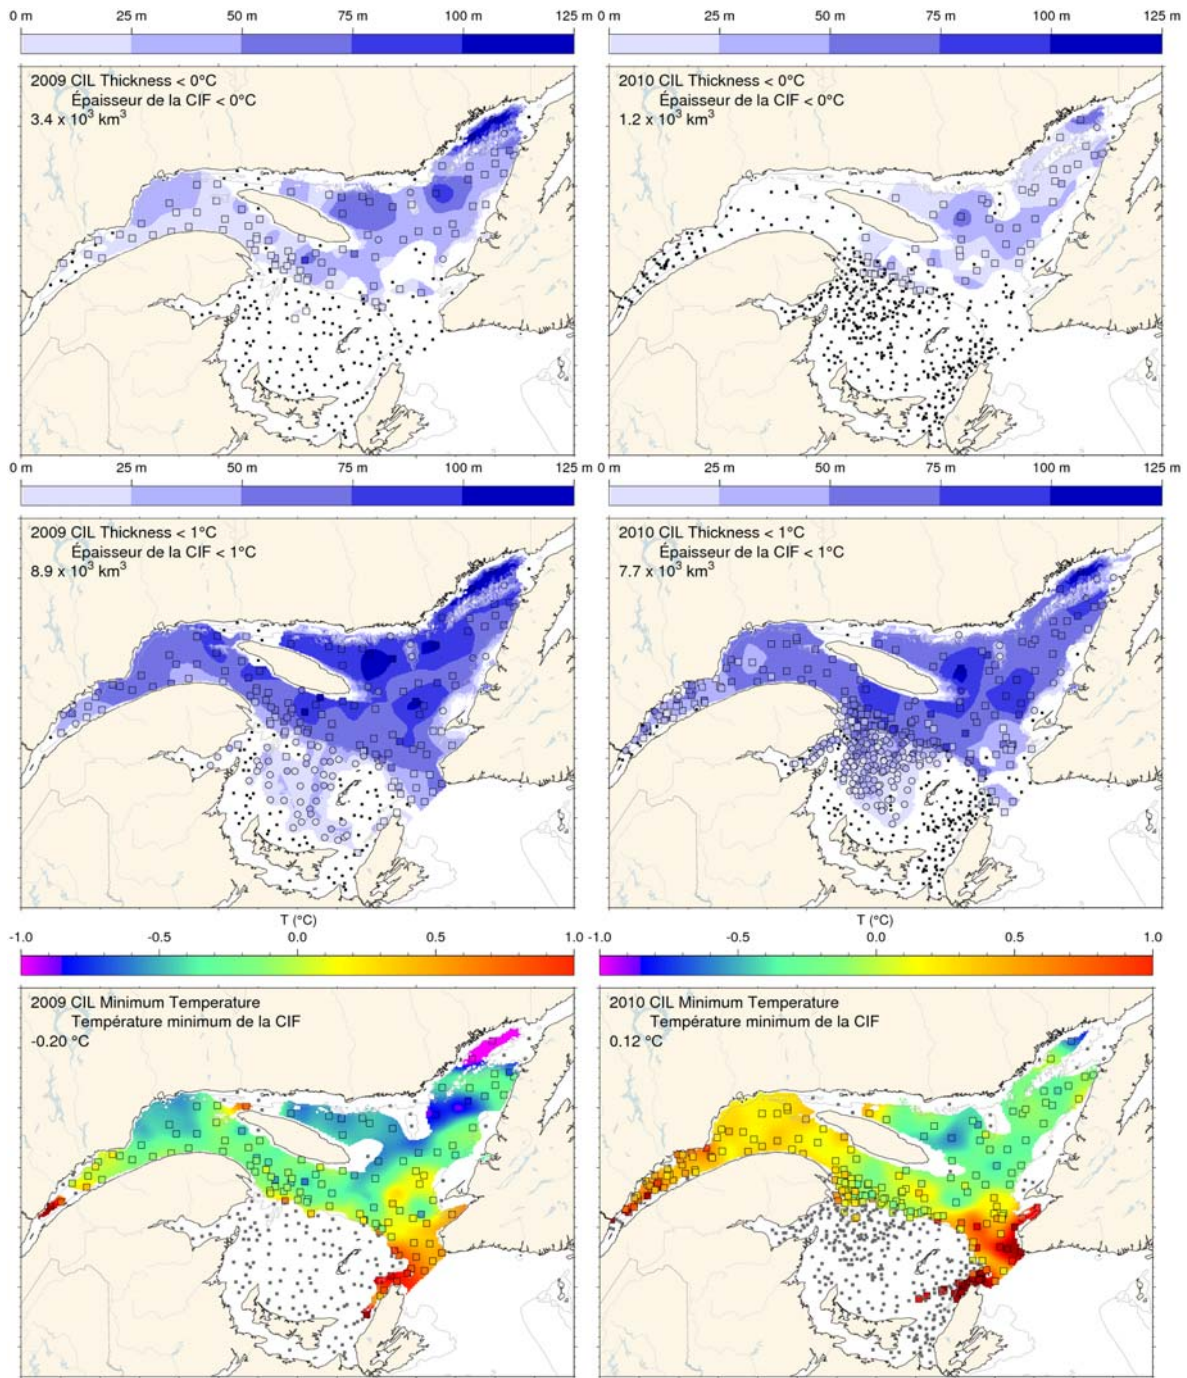 0 m 25 m 50 m 75 m 100 m 125 m 0 m 25 m 50 m 75 m 100 m 125 m
2009 CIL Thickness < 0°C
Épaisseur de la CIF < 0°C
3.4 x 10³ km³
2010 CIL Thickness < 0°C
Épaisseur de la CIF < 0°C
1.2 x 10³ km³
0 m 25 m 50 m 75 m 100 m 125 m 0 m 25 m 50 m 75 m 100 m 125 m
2009 CIL Thickness < 1°C
Épaisseur de la CIF < 1°C
8.9 x 10³ km³
2010 CIL Thickness < 1°C
Épaisseur de la CIF < 1°C
7.7 x 10³ km³
T (°C) T (°C)
-1.0 -0.5 0.0 0.5 1.0 -1.0 -0.5 0.0 0.5 1.0
2009 CIL Minimum Temperature
Température minimum de la CIF
-0.20 °C
2010 CIL Minimum Temperature
Température minimum de la CIF
0.12 °C